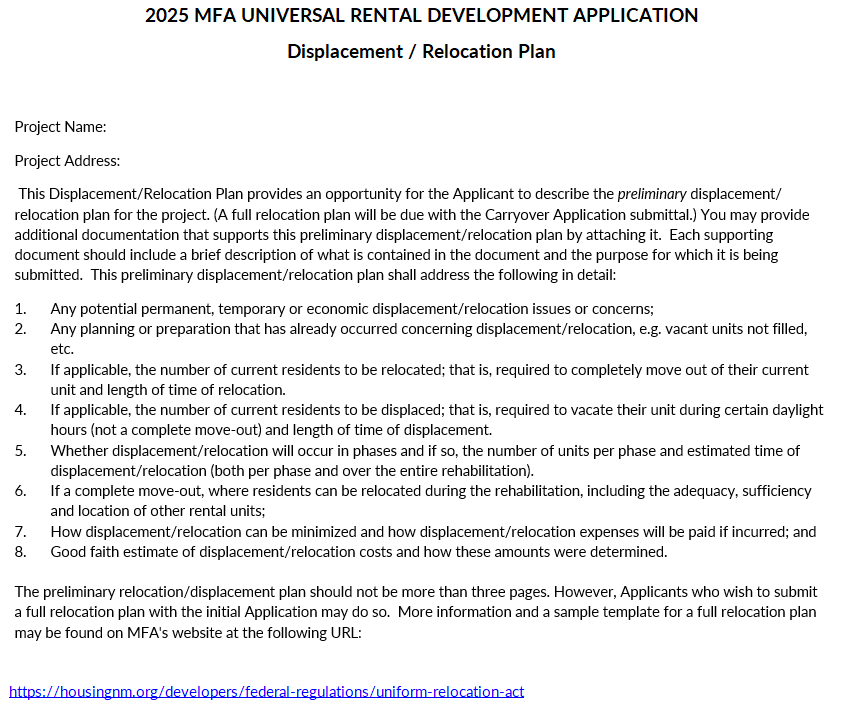 2025 MFA UNIVERSAL RENTAL DEVELOPMENT APPLICATION
Displacement / Relocation Plan
Project Name:
Project Address:
This Displacement/Relocation Plan provides an opportunity for the Applicant to describe the preliminary displacement/
relocation plan for the project. (A full relocation plan will be due with the Carryover Application submittal.) You may provide
additional documentation that supports this preliminary displacement/relocation plan by attaching it.  Each supporting
document should include a brief description of what is contained in the document and the purpose for which it is being
submitted.  This preliminary displacement/relocation plan shall address the following in detail:
1. Any potential permanent, temporary or economic displacement/relocation issues or concerns;
2. Any planning or preparation that has already occurred concerning displacement/relocation, e.g. vacant units not filled,
etc.
3. If applicable, the number of current residents to be relocated; that is, required to completely move out of their current
unit and length of time of relocation.
4. If applicable, the number of current residents to be displaced; that is, required to vacate their unit during certain daylight
hours (not a complete move-out) and length of time of displacement.
5. Whether displacement/relocation will occur in phases and if so, the number of units per phase and estimated time of
displacement/relocation (both per phase and over the entire rehabilitation).
6. If a complete move-out, where residents can be relocated during the rehabilitation, including the adequacy, sufficiency
and location of other rental units;
7. How displacement/relocation can be minimized and how displacement/relocation expenses will be paid if incurred; and
8. Good faith estimate of displacement/relocation costs and how these amounts were determined.
The preliminary relocation/displacement plan should not be more than three pages. However, Applicants who wish to submit
a full relocation plan with the initial Application may do so.  More information and a sample template for a full relocation plan
may be found on MFA's website at the following URL:
https://housingnm.org/developers/federal-regulations/uniform-relocation-act